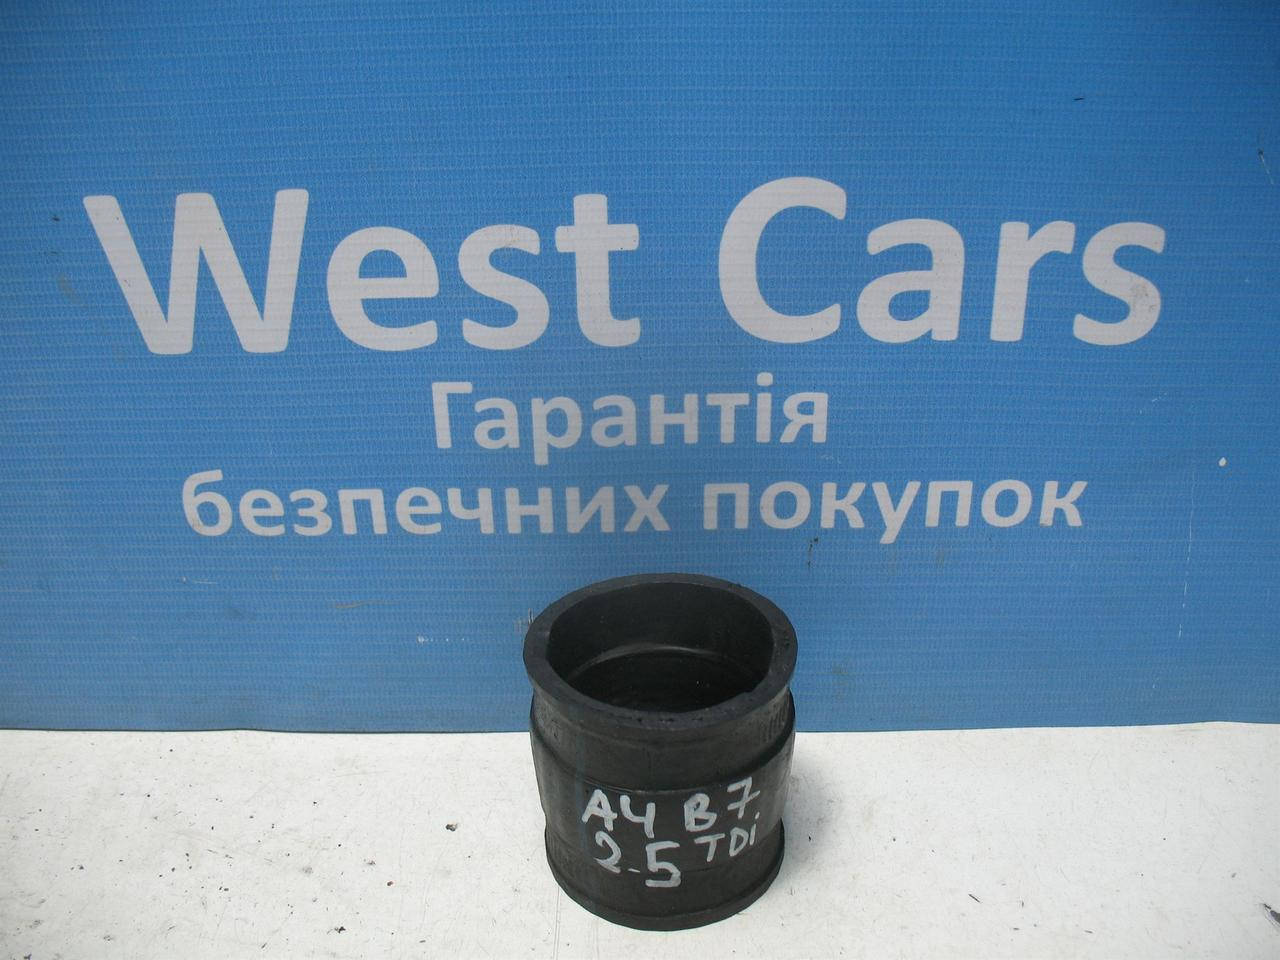 West Cars
Гарантія
безпечних покупок
A4 B7
2.5 TDi